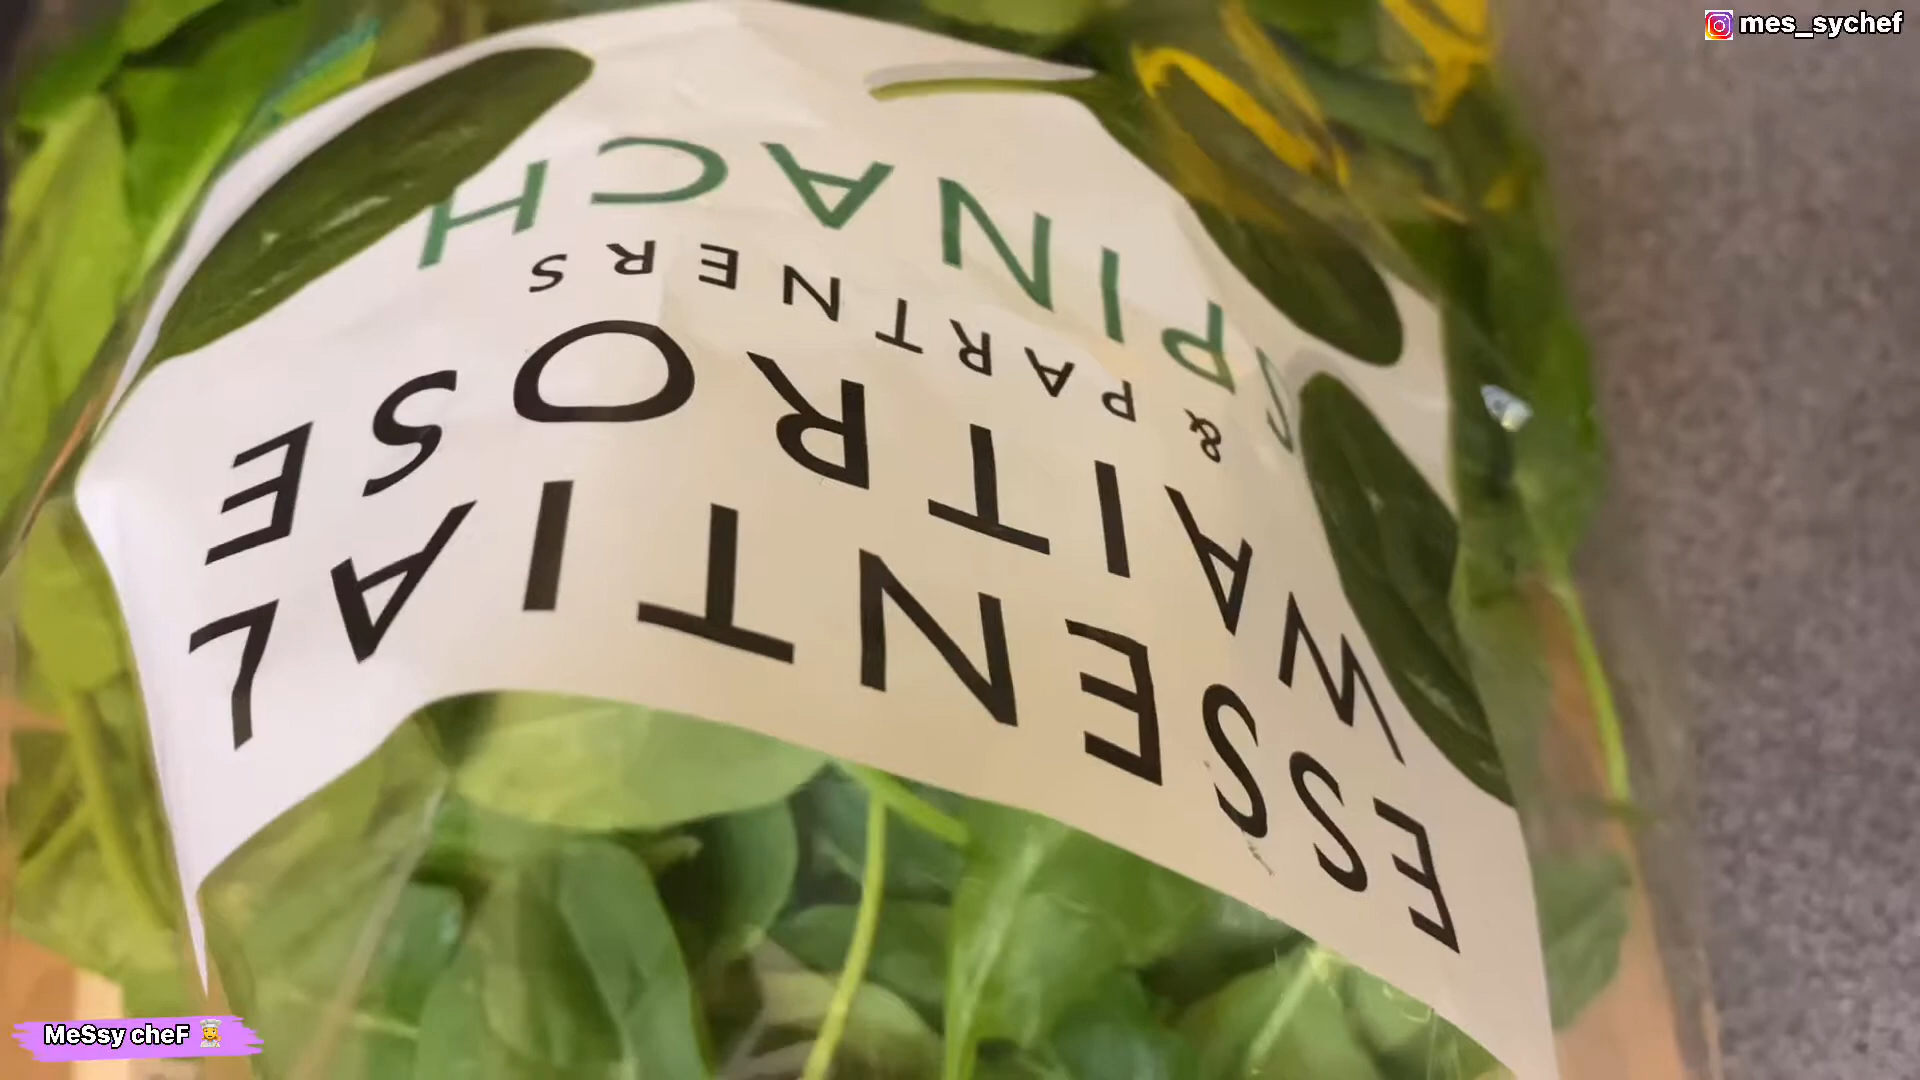 mes_sychef
ESSENTIAL
WAITROSE
& PARTNERS
SPINACH
MeSsy cheF 👩‍🍳